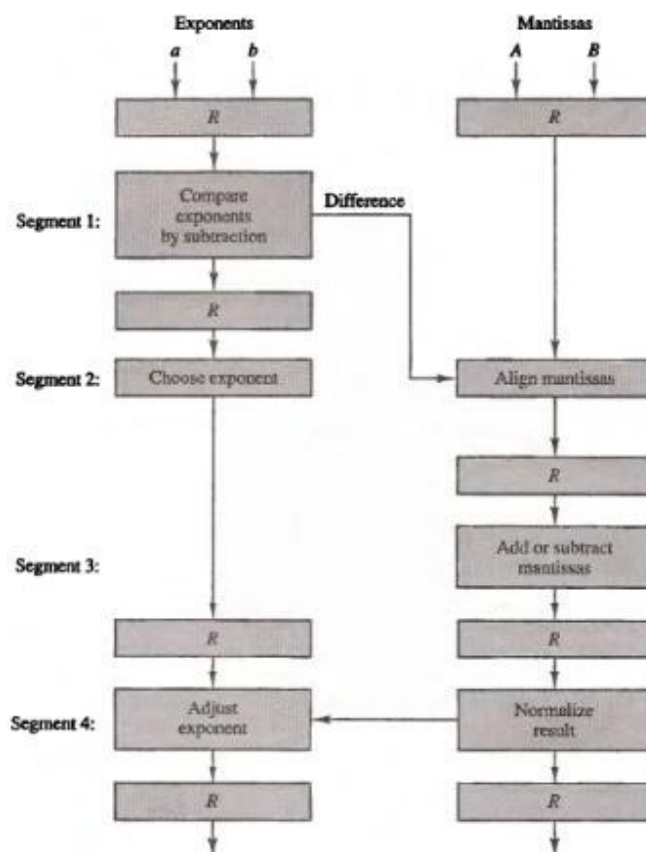 Exponents
Mantissas
a b
A B
R
R
Compare
exponents
by subtraction
Difference
Segment 1:
R
Segment 2:
Choose exponent
Align mantissas
R
Segment 3:
Add or subtract
mantissas
R
R
Segment 4:
Adjust
exponent
Normalize
result
R
R